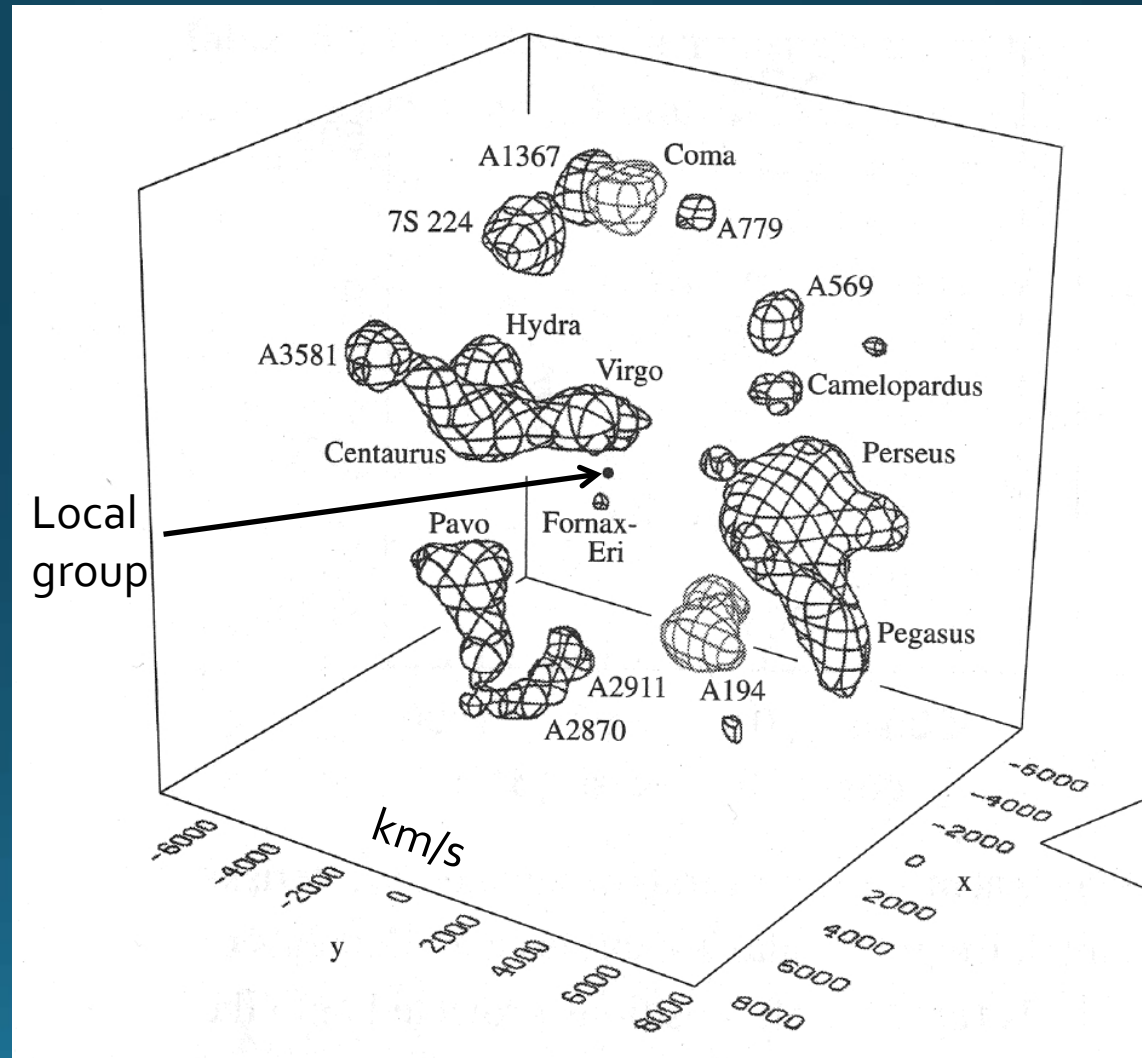 A1367
Coma
7S 224
A779
A569
Hydra
A3581
Virgo
Camelopardus
Centaurus
Perseus
Local
group
Pavo
Fornax-
Eri
Pegasus
A2911
A194
A2870
km/s
-6000
-4000
-2000
0
2000
4000
6000
8000
y
-6000
-4000
-2000
0
2000
4000
6000
8000
x